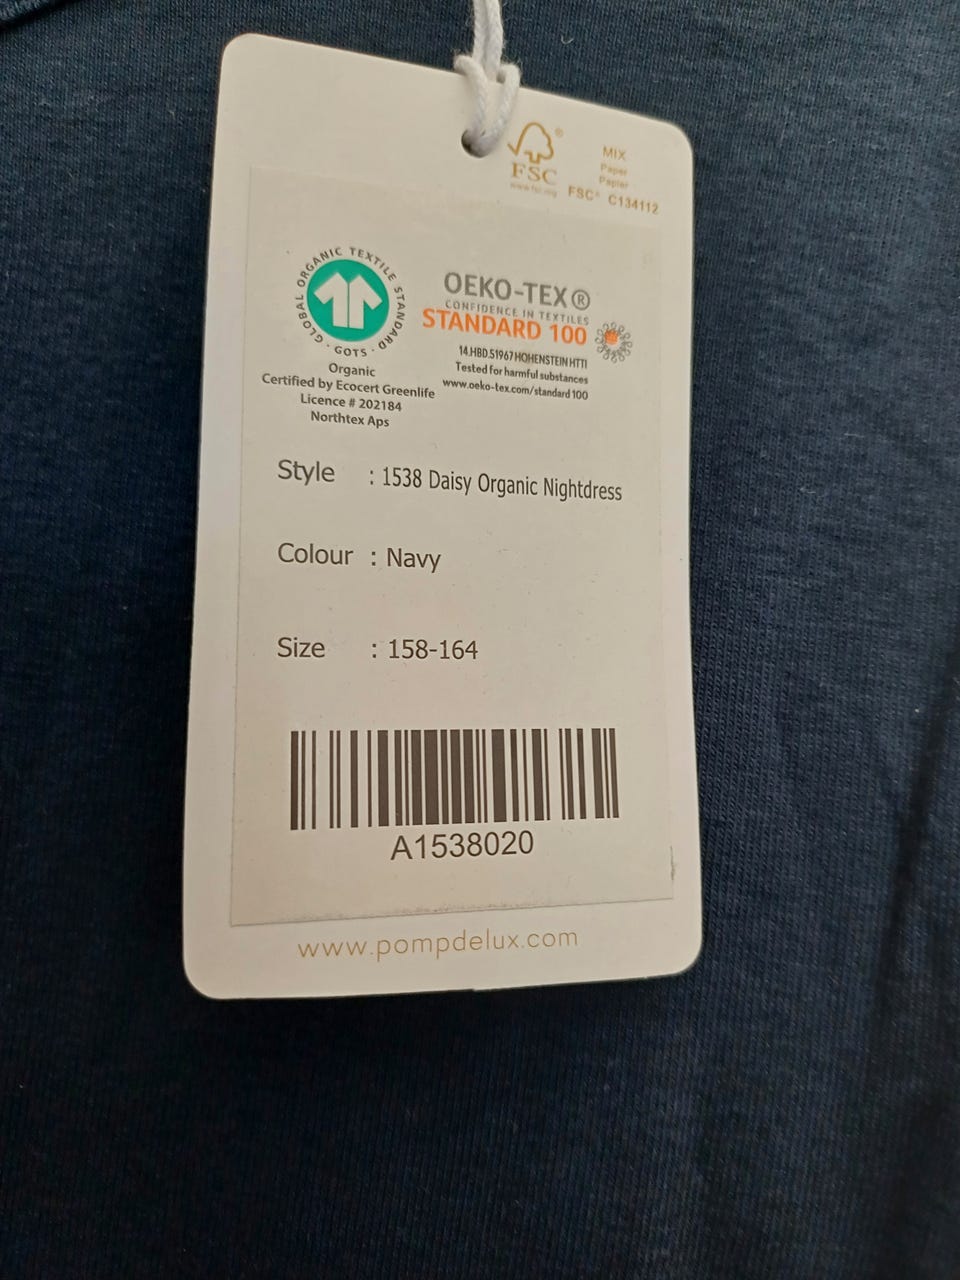 FSC®
www.fsc.org
MIX
Paper
Papier
FSC® C134112
GLOBAL ORGANIC TEXTILE STANDARD · GOTS ·
Organic
Certified by Ecocert Greenlife
Licence # 202184
Northtex Aps
OEKO-TEX®
CONFIDENCE IN TEXTILES
STANDARD 100
14.HBD.51967 HOHENSTEIN HTTI
Tested for harmful substances
www.oeko-tex.com/standard 100
Style : 1538 Daisy Organic Nightdress
Colour : Navy
Size : 158-164
A1538020
www.pompdelux.com